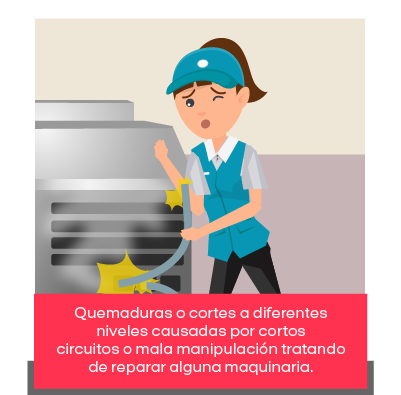 Quemaduras o cortes a diferentes
niveles causadas por cortos
circuitos o mala manipulación tratando
de reparar alguna maquinaria.